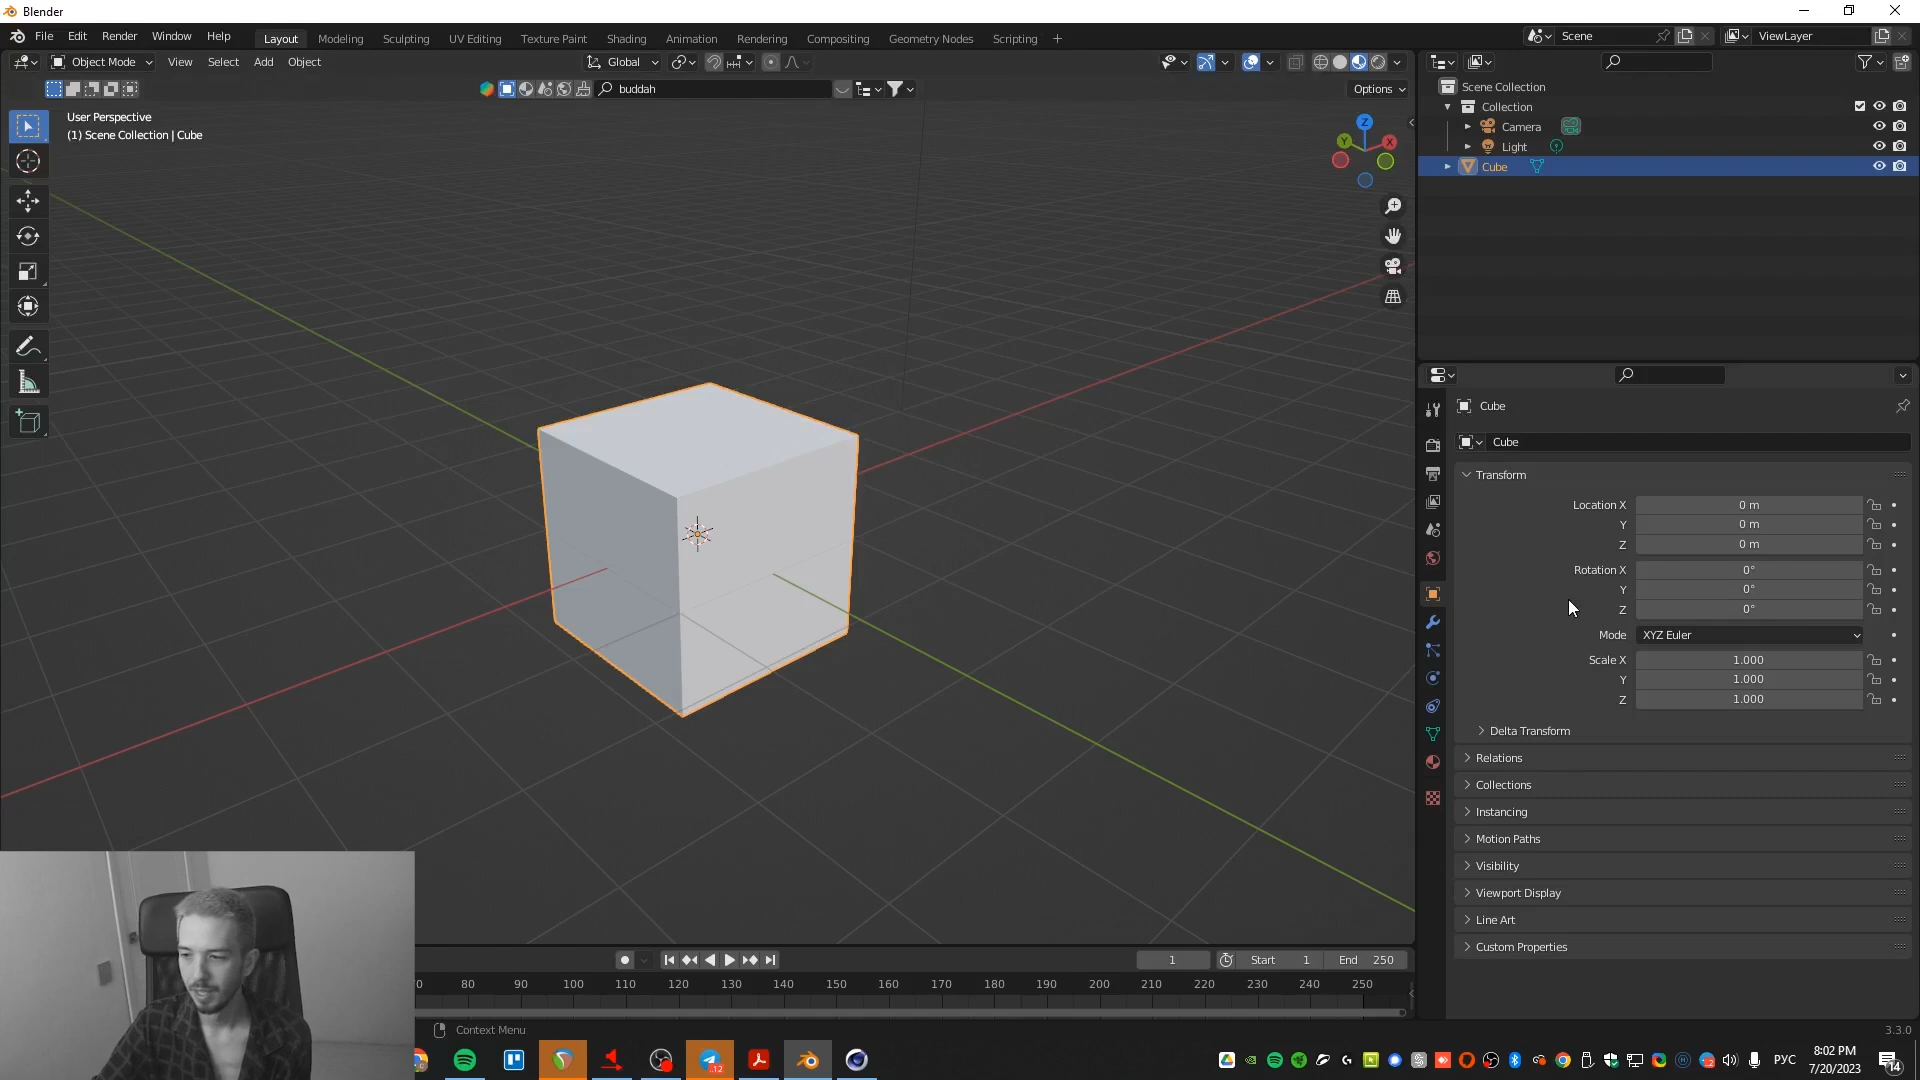 Blender
File Edit Render Window Help
Layout Modeling Sculpting UV Editing Texture Paint Shading Animation Rendering Compositing Geometry Nodes Scripting +
Scene
ViewLayer
Object Mode View Select Add Object
Global
buddah
Options
User Perspective
(1) Scene Collection | Cube
Z
Y
X
Scene Collection
Collection
Camera
Light
Cube
Cube
Cube
Transform
Location X 0 m
Y 0 m
Z 0 m
Rotation X 0°
Y 0°
Z 0°
Mode XYZ Euler
Scale X 1.000
Y 1.000
Z 1.000
Delta Transform
Relations
Collections
Instancing
Motion Paths
Visibility
Viewport Display
Line Art
Custom Properties
1 Start 1 End 250
0 80 90 100 110 120 130 140 150 160 170 180 190 200 210 220 230 240 250
Context Menu
3.3.0
12
РУС
8:02 PM
7/20/2023
14